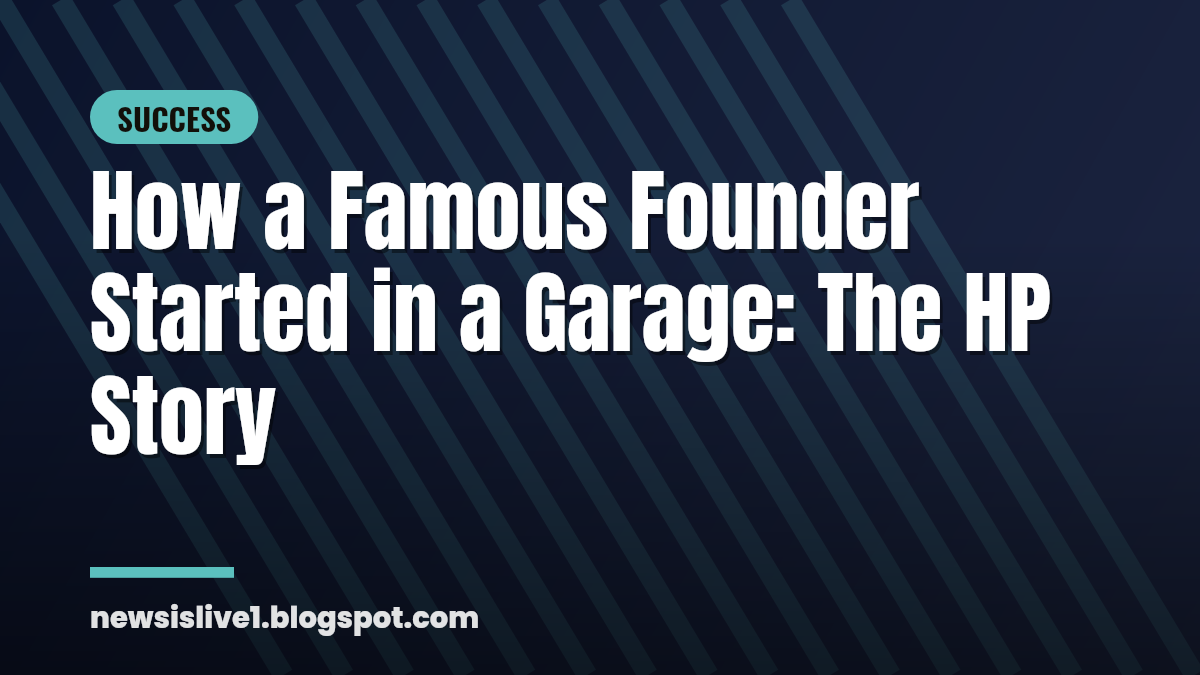 SUCCESS
How a Famous Founder
Started in a Garage: The HP
Story
newsislive1.blogspot.com